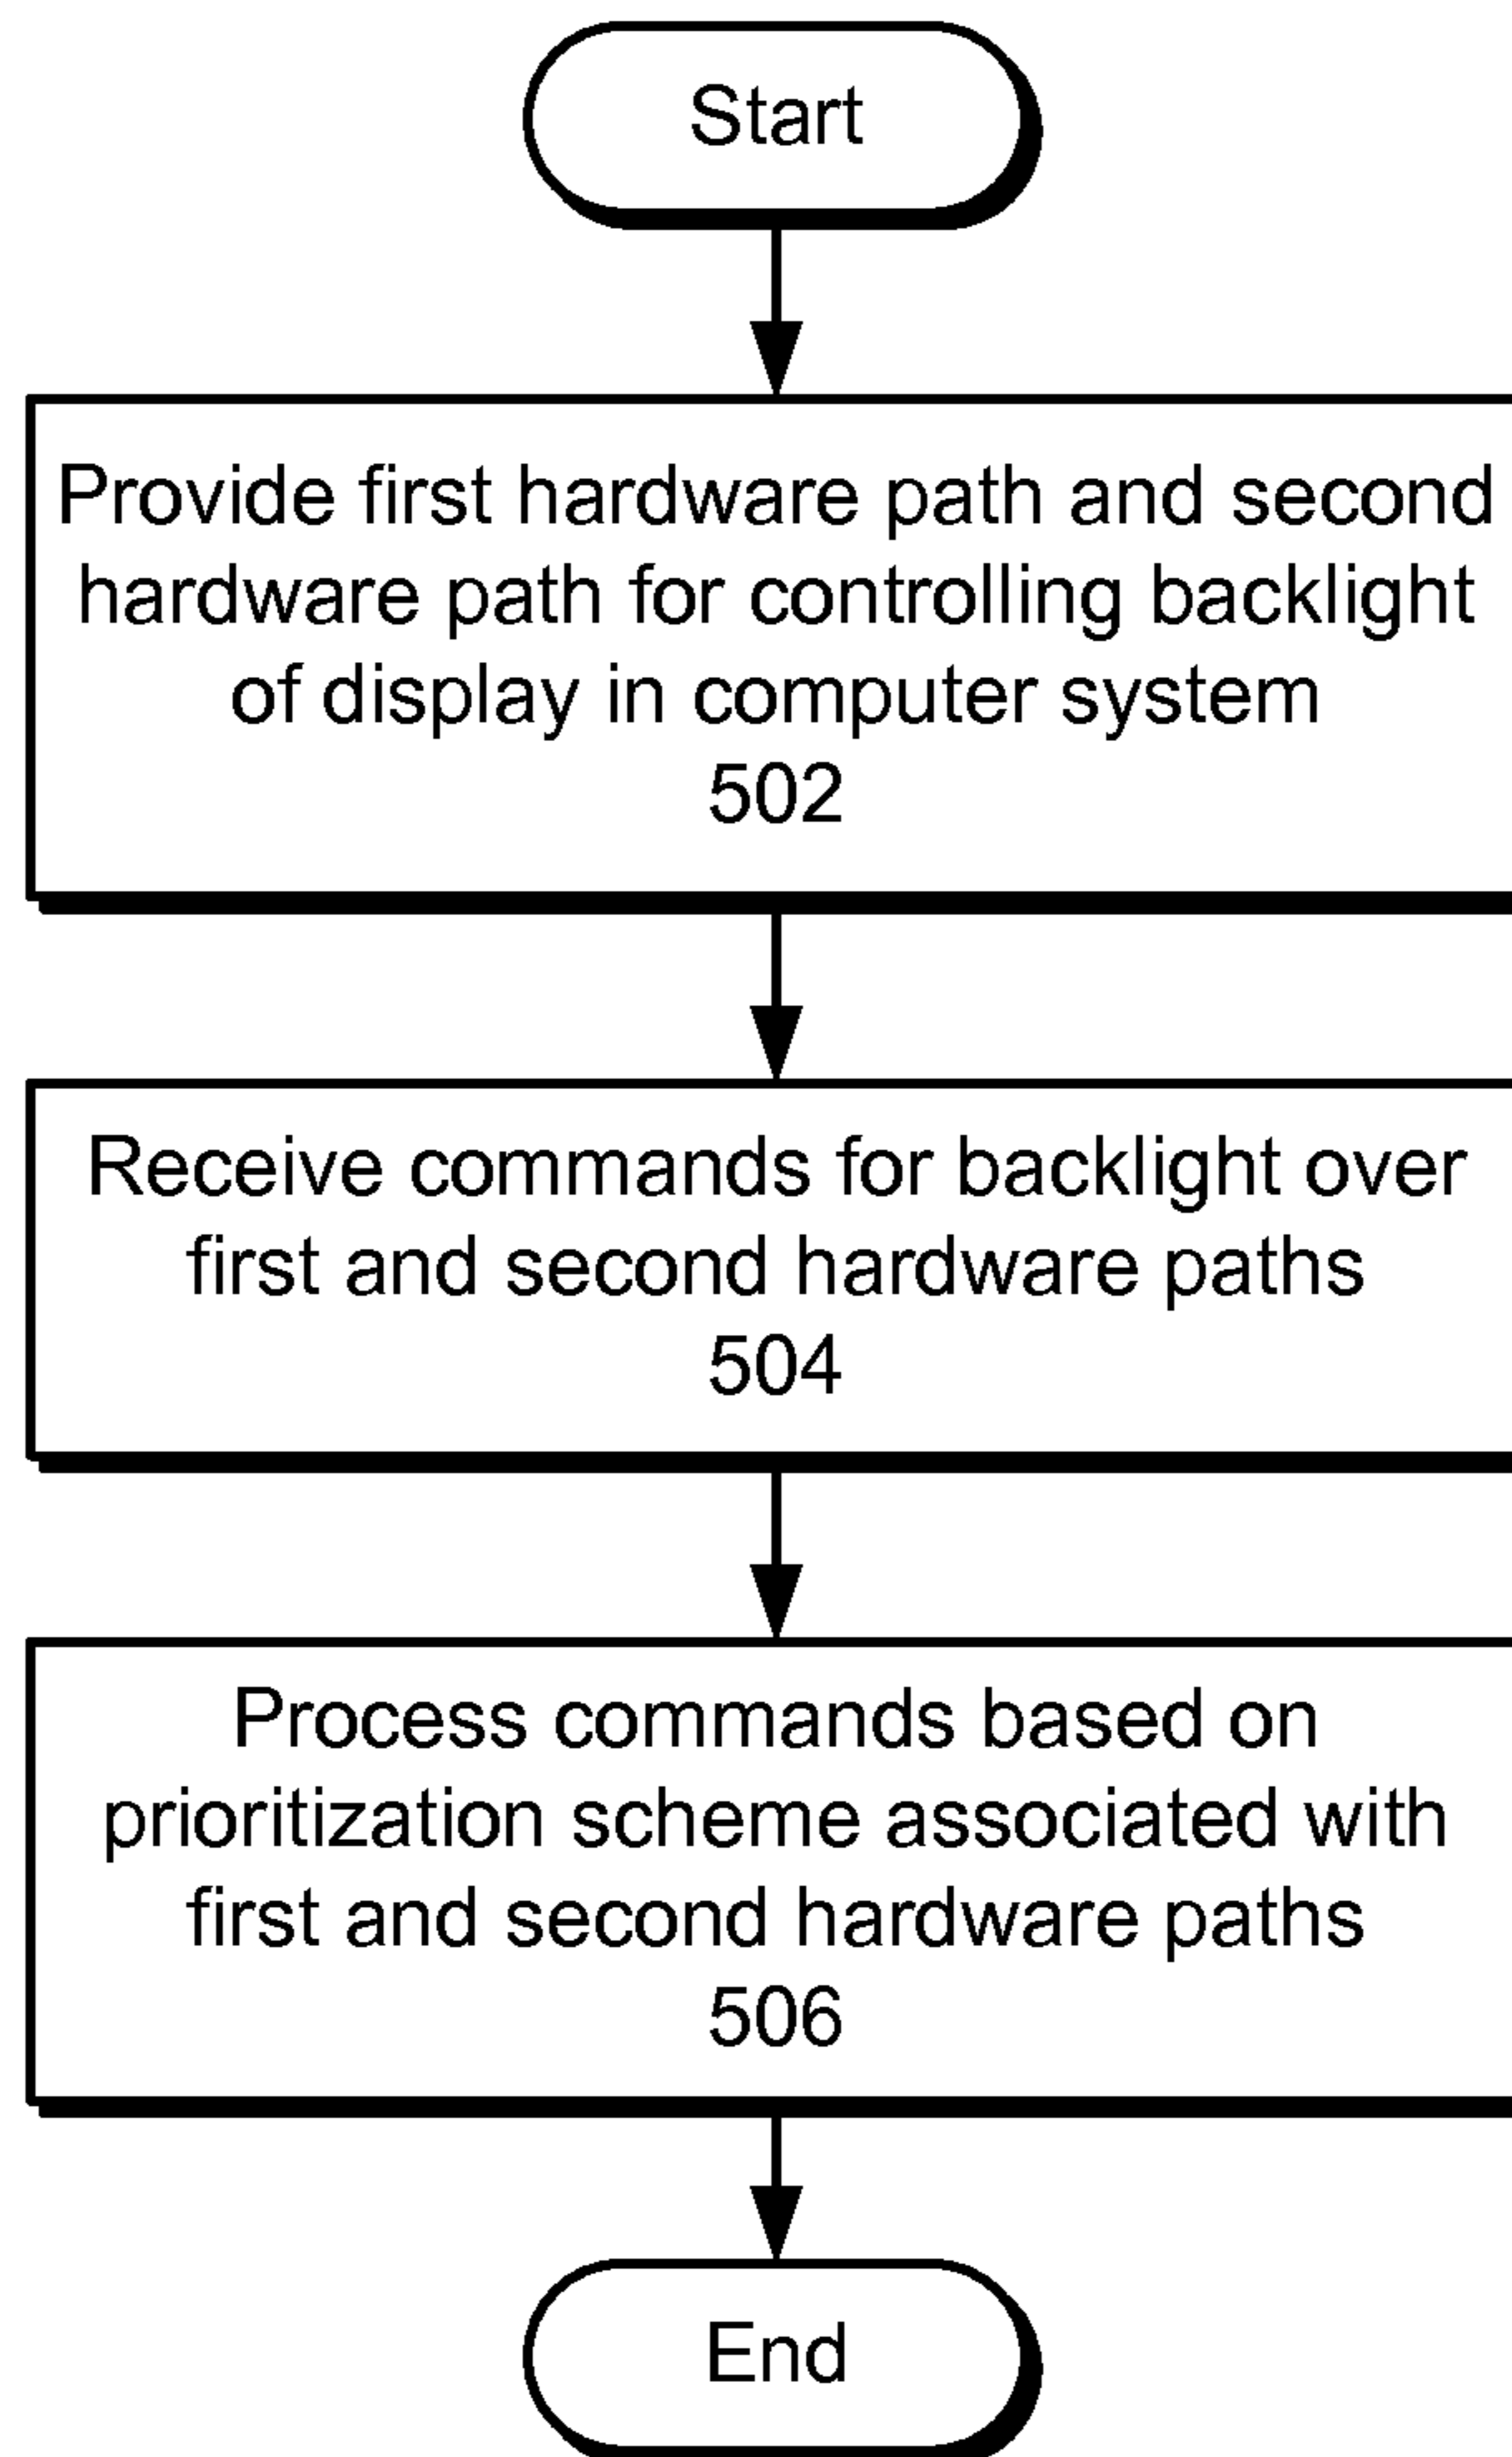 Start
Provide first hardware path and second
hardware path for controlling backlight
of display in computer system
502
Receive commands for backlight over
first and second hardware paths
504
Process commands based on
prioritization scheme associated with
first and second hardware paths
506
End